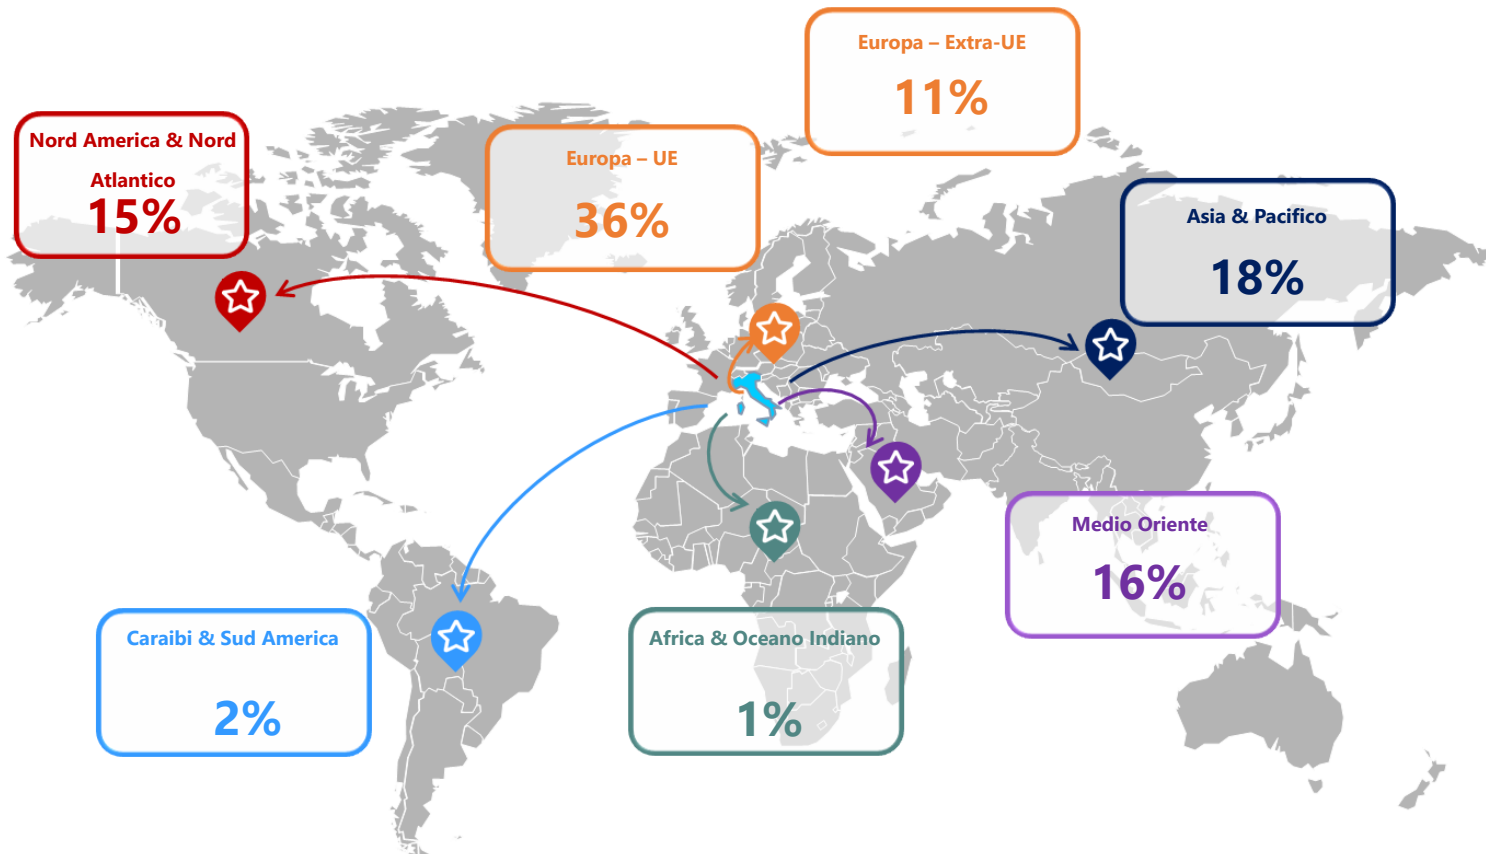 Europa – Extra-UE
11%
Nord America & Nord
Atlantico
15%
Europa – UE
36%
Asia & Pacifico
18%
Medio Oriente
16%
Caraibi & Sud America
2%
Africa & Oceano Indiano
1%